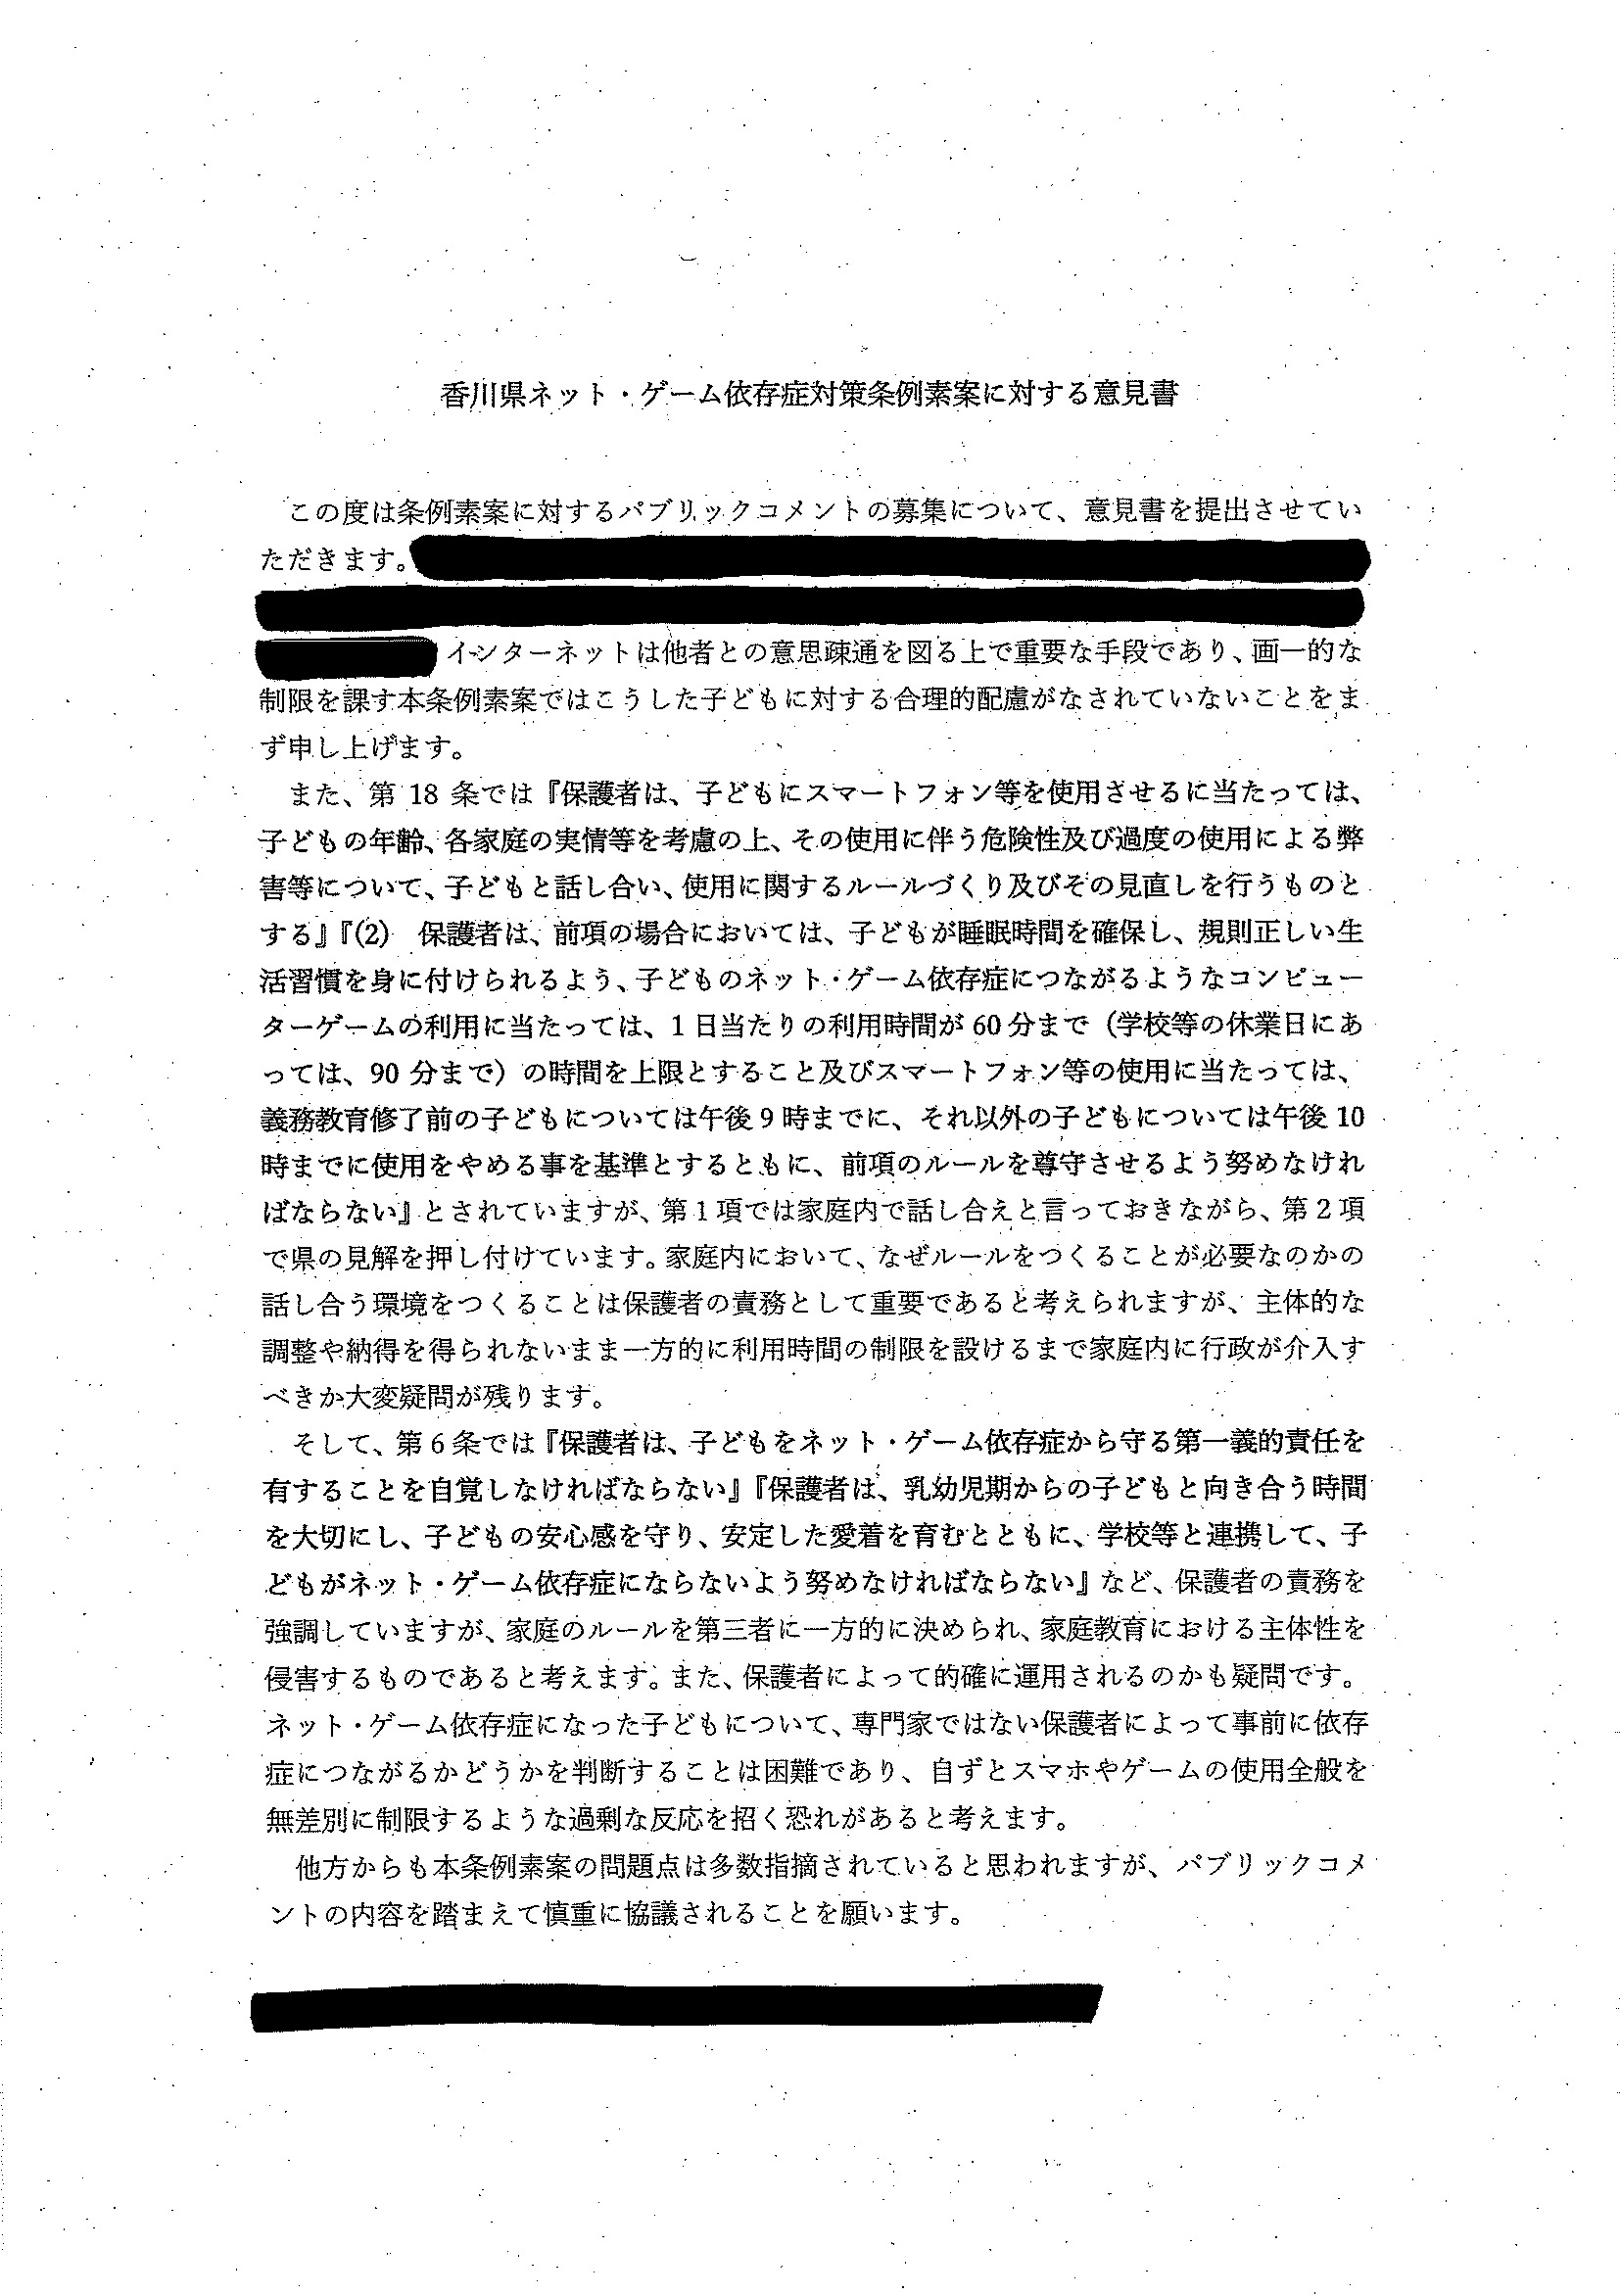 香川県ネット・ゲーム依存症対策条例素案に対する意見書
この度は条例素案に対するパブリックコメントの募集について、意見書を提出させてい
ただきます。
インターネットは他者との意思疎通を図る上で重要な手段であり、画一的な
制限を課す本条例素案ではこうした子どもに対する合理的配慮がなされていないことをま
ず申し上げます。
また、第 18 条では『保護者は、子どもにスマートフォン等を使用させるに当たっては、
子どもの年齢、各家庭の実情等を考慮の上、その使用に伴う危険性及び過度の使用による弊
害等について、子どもと話し合い、使用に関するルールづくり及びその見直しを行うものと
する』『(2) 保護者は、前項の場合においては、子どもが睡眠時間を確保し、規則正しい生
活習慣を身に付けられるよう、子どものネット・ゲーム依存症につながるようなコンピュー
ターゲームの利用に当たっては、1 日当たりの利用時間が 60 分まで（学校等の休業日にあ
っては、90 分まで）の時間を上限とすること及びスマートフォン等の使用に当たっては、
義務教育修了前の子どもについては午後 9 時までに、それ以外の子どもについては午後 10
時までに使用をやめる事を基準とするともに、前項のルールを尊守させるよう努めなけれ
ばならない』とされていますが、第 1 項では家庭内で話し合えと言っておきながら、第 2 項
で県の見解を押し付けています。家庭内において、なぜルールをつくることが必要なのかの
話し合う環境をつくることは保護者の責務として重要であると考えられますが、主体的な
調整や納得を得られないまま一方的に利用時間の制限を設けるまで家庭内に行政が介入す
べきか大変疑問が残ります。
そして、第 6 条では『保護者は、子どもをネット・ゲーム依存症から守る第一義的責任を
有することを自覚しなければならない』『保護者は、乳幼児期からの子どもと向き合う時間
を大切にし、子どもの安心感を守り、安定した愛着を育むとともに、学校等と連携して、子
どもがネット・ゲーム依存症にならないよう努めなければならない』など、保護者の責務を
強調していますが、家庭のルールを第三者に一方的に決められ、家庭教育における主体性を
侵害するものであると考えます。また、保護者によって的確に運用されるのかも疑問です。
ネット・ゲーム依存症になった子どもについて、専門家ではない保護者によって事前に依存
症につながるかどうかを判断することは困難であり、自ずとスマホやゲームの使用全般を
無差別に制限するような過剰な反応を招く恐れがあると考えます。
他方からも本条例素案の問題点は多数指摘されていると思われますが、パブリックコメ
ントの内容を踏まえて慎重に協議されることを願います。